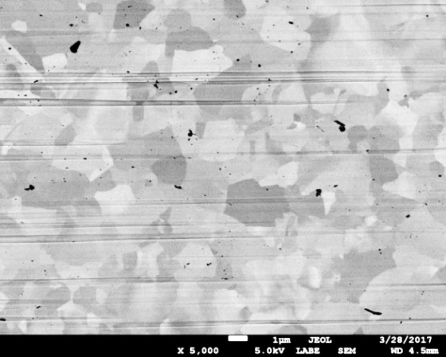 1µm JEOL 3/28/2017
X 5,000 5.0kV LABE SEM WD 4.5mm